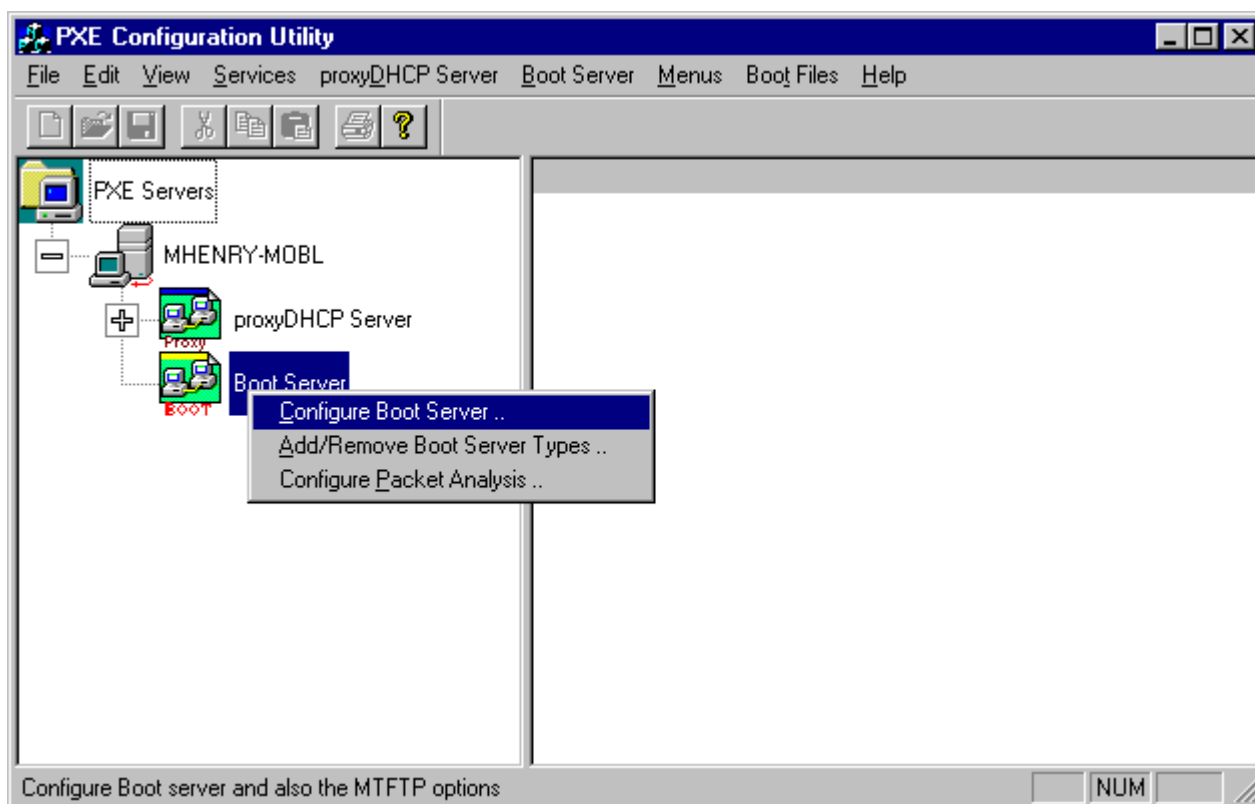 PXE Configuration Utility
File Edit View Services proxyDHCP Server Boot Server Menus Boot Files Help
PXE Servers
MHENRY-MOBL
proxyDHCP Server
Proxy
Boot Server
BOOT
Configure Boot Server ..
Add/Remove Boot Server Types ..
Configure Packet Analysis ..
Configure Boot server and also the MTFTP options
NUM